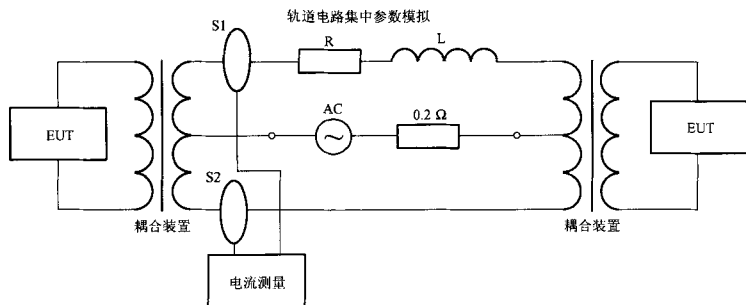 轨道电路集中参数模拟
S1
R
L
AC
0.2 Ω
EUT
EUT
S2
耦合装置
耦合装置
电流测量